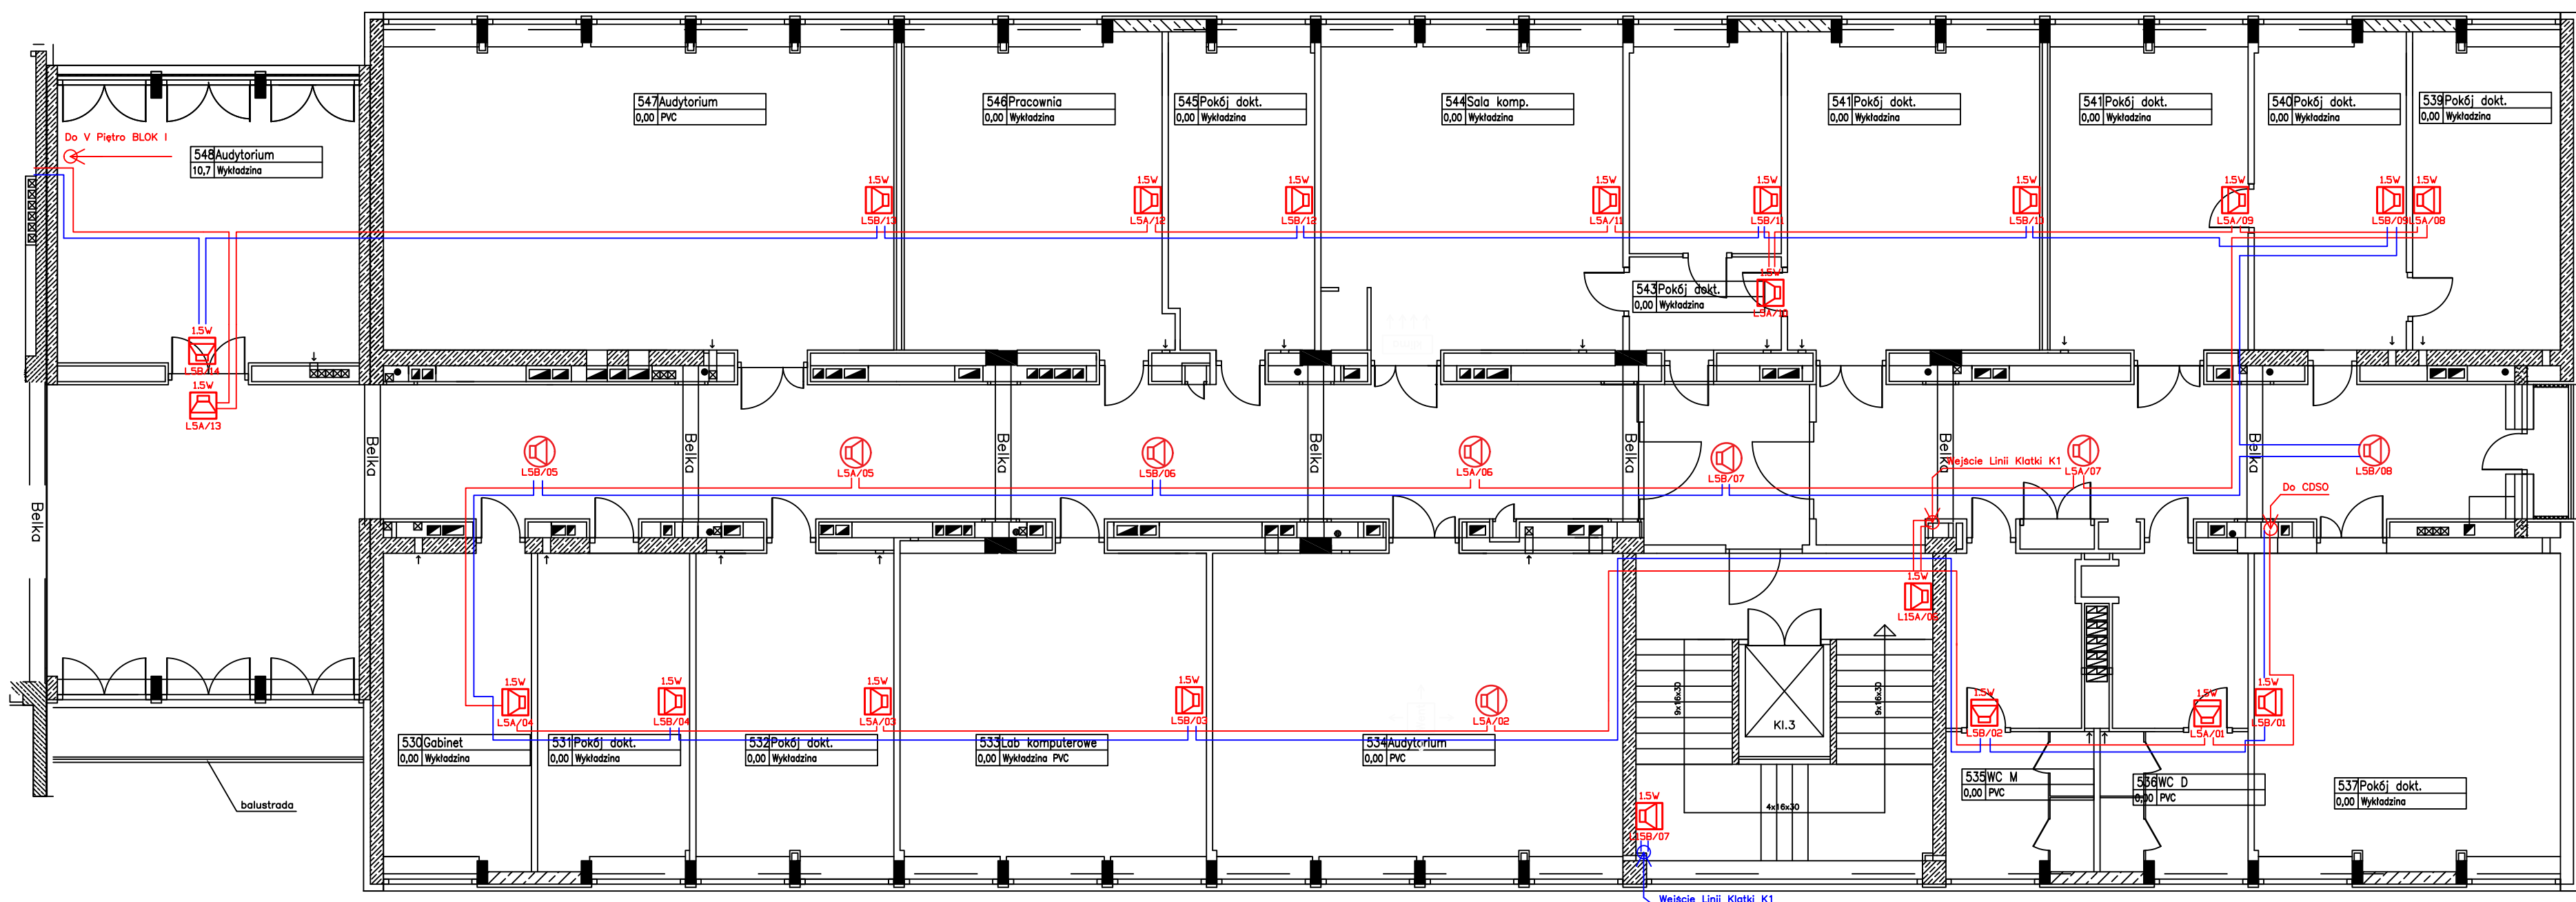 547 Audytorium
0,00 PVC
546 Pracownia
0,00 Wykładzina
545 Pokój dokt.
0,00 Wykładzina
544 Sala komp.
0,00 Wykładzina
541 Pokój dokt.
0,00 Wykładzina
541 Pokój dokt.
0,00 Wykładzina
540 Pokój dokt.
0,00 Wykładzina
539 Pokój dokt.
0,00 Wykładzina
Do V Piętro BLOK I
548 Audytorium
10,7 Wykładzina
1.5W
L5B/13
1.5W
L5A/12
1.5W
L5B/12
1.5W
L5A/11
1.5W
L5B/11
1.5W
L5B/10
1.5W
L5A/09
1.5W
L5B/09
1.5W
L5A/08
543 Pokój dokt.
0,00 Wykładzina
1.5W
L5A/10
1.5W
L5B/14
1.5W
L5A/13
Belka
Belka
Belka
Belka
Belka
Belka
Belka
Belka
L5B/05
L5A/05
L5B/06
L5A/06
L5B/07
Wejście Linii Klatki K1
L5A/07
L5B/08
Do CDSO
1.5W
1.5W
L5A/04
1.5W
L5B/04
1.5W
L5A/03
1.5W
L5B/03
L5A/02
9x16x30
9x16x30
Kl.3
4x16x30
1.5W
L5B/02
1.5W
L5A/01
1.5W
L5B/01
530 Gabinet
0,00 Wykładzina
531 Pokój dokt.
0,00 Wykładzina
532 Pokój dokt.
0,00 Wykładzina
533 Lab komputerowe
0,00 Wykładzina PVC
534 Audytorium
0,00 PVC
535 WC M
0,00 PVC
536 WC D
0,00 PVC
537 Pokój dokt.
0,00 Wykładzina
balustrada
1.5W
L15B/07
Wejście Linii Klatki K1